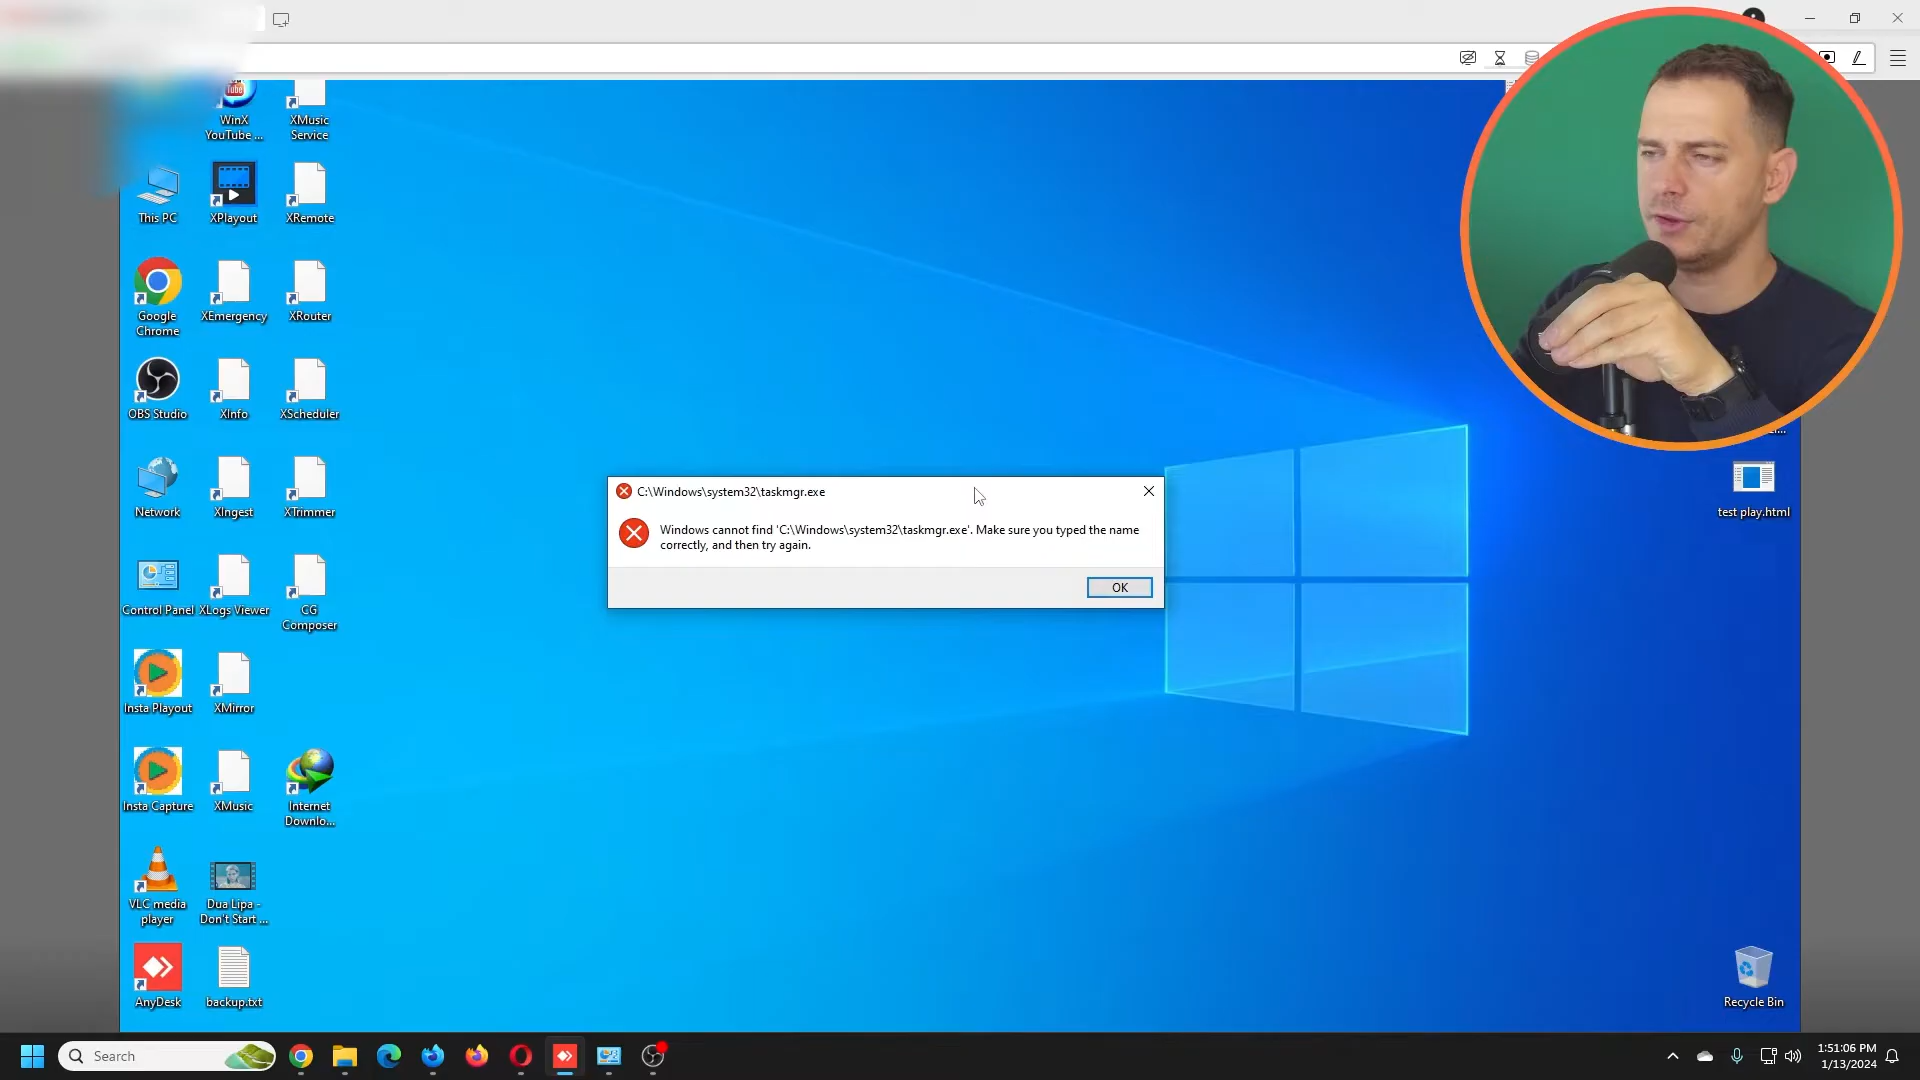 WinX
YouTube ...
XMusic
Service
This PC
XPlayout
XRemote
Google
Chrome
XEmergency
XRouter
OBS Studio
XInfo
XScheduler
Network
XIngest
XTrimmer
test play.html
Control Panel
XLogs Viewer
CG
Composer
Insta Playout
XMirror
Insta Capture
XMusic
Internet
Downlo...
VLC media
player
Dua Lipa -
Don't Start ...
AnyDesk
backup.txt
Recycle Bin
C:\Windows\system32\taskmgr.exe
Windows cannot find 'C:\Windows\system32\taskmgr.exe'. Make sure you typed the name
correctly, and then try again.
OK
Search
1:51:06 PM
1/13/2024